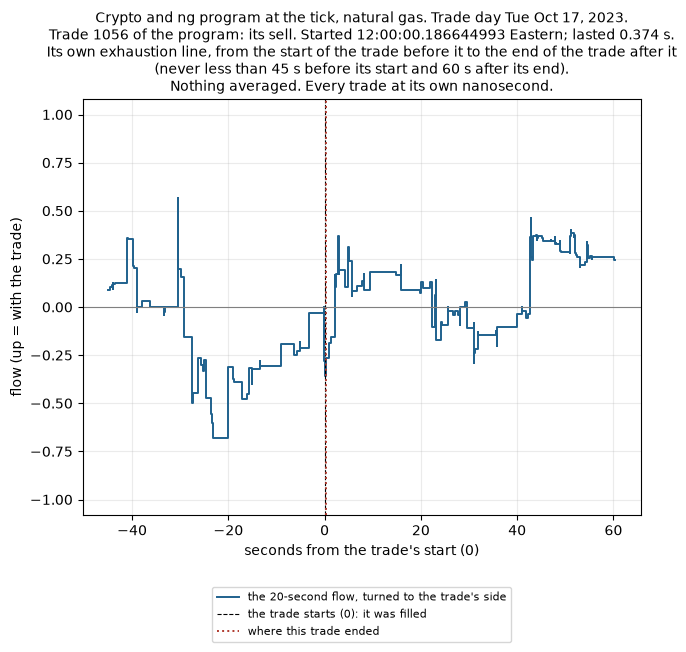 Crypto and ng program at the tick, natural gas. Trade day Tue Oct 17, 2023.
Trade 1056 of the program: its sell. Started 12:00:00.186644993 Eastern; lasted 0.374 s.
Its own exhaustion line, from the start of the trade before it to the end of the trade after it
(never less than 45 s before its start and 60 s after its end).
Nothing averaged. Every trade at its own nanosecond.
1.00
0.75
0.50
0.25
0.00
−0.25
−0.50
−0.75
−1.00
flow (up = with the trade)
−40
−20
0
20
40
60
seconds from the trade's start (0)
the 20-second flow, turned to the trade's side
the trade starts (0): it was filled
where this trade ended